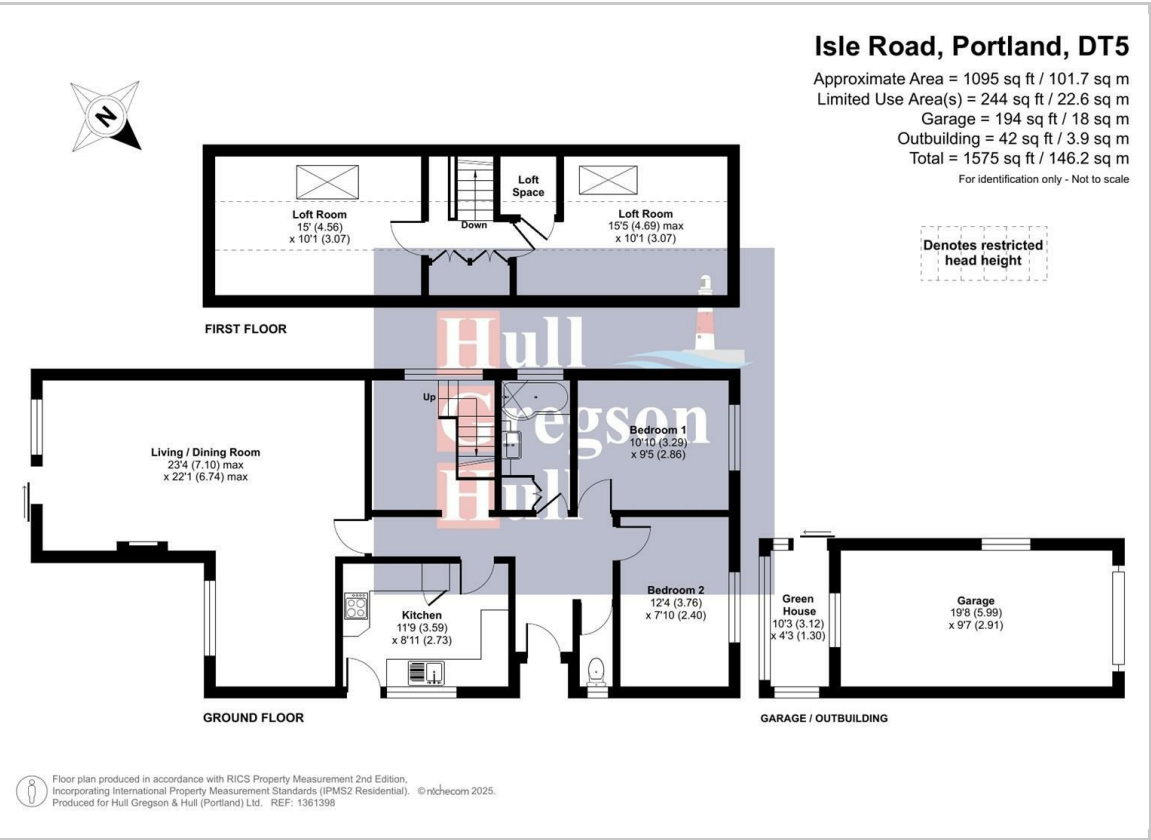 Isle Road, Portland, DT5
Approximate Area = 1095 sq ft / 101.7 sq m
Limited Use Area(s) = 244 sq ft / 22.6 sq m
Garage = 194 sq ft / 18 sq m
Outbuilding = 42 sq ft / 3.9 sq m
Total = 1575 sq ft / 146.2 sq m
For identification only - Not to scale
N
Denotes restricted
head height
Loft Room
15' (4.56)
x 10'1 (3.07)
Down
Loft
Space
Loft Room
15'5 (4.69) max
x 10'1 (3.07)
FIRST FLOOR
Hull
Gregson
Hull
Living / Dining Room
23'4 (7.10) max
x 22'1 (6.74) max
Up
Bedroom 1
10'10 (3.29)
x 9'5 (2.86)
Kitchen
11'9 (3.59)
x 8'11 (2.73)
Bedroom 2
12'4 (3.76)
x 7'10 (2.40)
Green
House
10'3 (3.12)
x 4'3 (1.30)
Garage
19'8 (5.99)
x 9'7 (2.91)
GROUND FLOOR
GARAGE / OUTBUILDING
Floor plan produced in accordance with RICS Property Measurement 2nd Edition,
Incorporating International Property Measurement Standards (IPMS2 Residential). © nichecom 2025.
Produced for Hull Gregson & Hull (Portland) Ltd. REF: 1361398